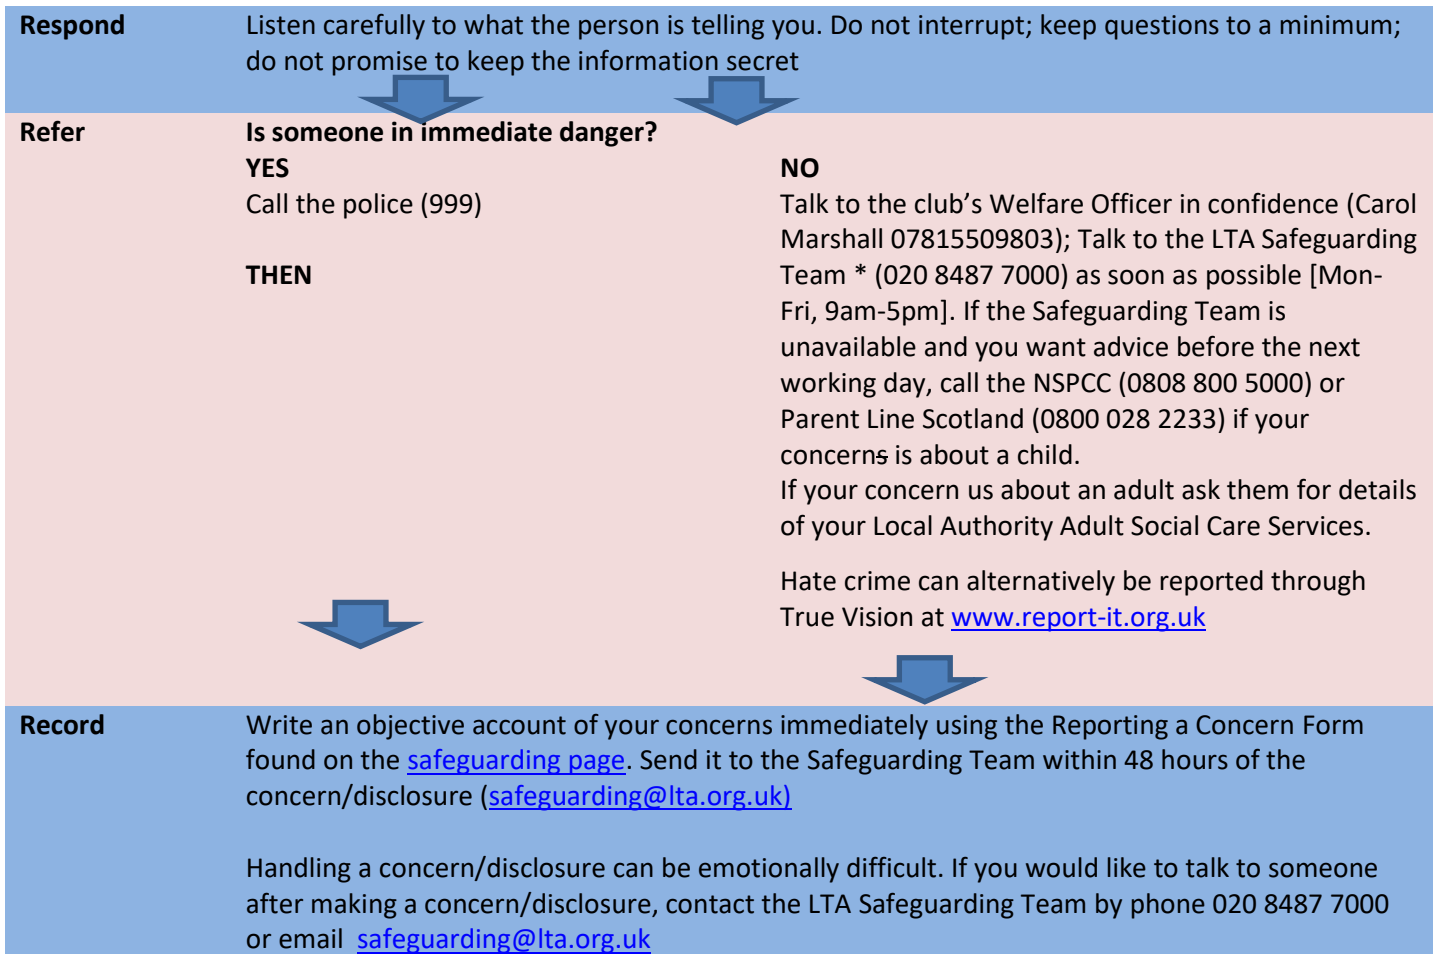 Respond
Listen carefully to what the person is telling you. Do not interrupt; keep questions to a minimum;
do not promise to keep the information secret
Refer
Is someone in immediate danger?
YES
Call the police (999)
THEN
NO
Talk to the club’s Welfare Officer in confidence (Carol
Marshall 07815509803); Talk to the LTA Safeguarding
Team * (020 8487 7000) as soon as possible [Mon-
Fri, 9am-5pm]. If the Safeguarding Team is
unavailable and you want advice before the next
working day, call the NSPCC (0808 800 5000) or
Parent Line Scotland (0800 028 2233) if your
concerns is about a child.
If your concern us about an adult ask them for details
of your Local Authority Adult Social Care Services.
Hate crime can alternatively be reported through
True Vision at www.report-it.org.uk
Record
Write an objective account of your concerns immediately using the Reporting a Concern Form
found on the safeguarding page. Send it to the Safeguarding Team within 48 hours of the
concern/disclosure (safeguarding@lta.org.uk)
Handling a concern/disclosure can be emotionally difficult. If you would like to talk to someone
after making a concern/disclosure, contact the LTA Safeguarding Team by phone 020 8487 7000
or email safeguarding@lta.org.uk